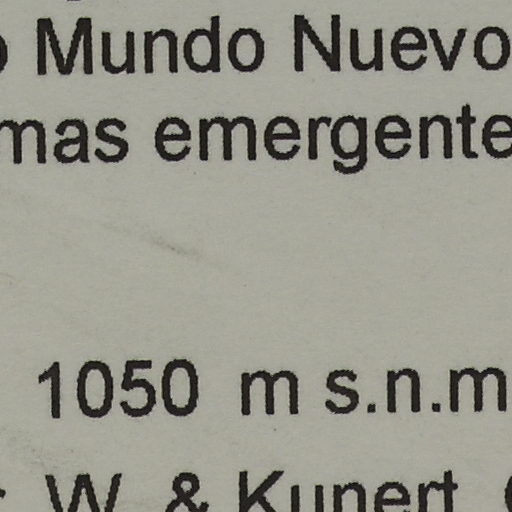 o Mundo Nuevo
mas emergente
1050 m s.n.m
W. & Kunert